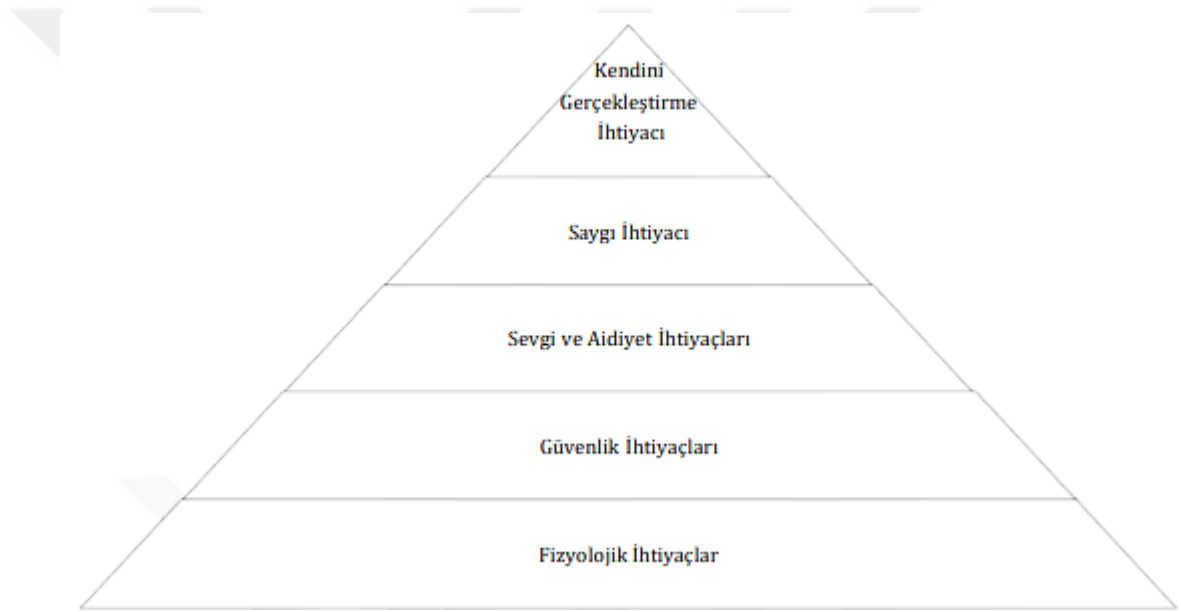 Kendini
Gerçekleştirme
İhtiyacı
Saygı İhtiyacı
Sevgi ve Aidiyet İhtiyaçları
Güvenlik İhtiyaçları
Fizyolojik İhtiyaçlar